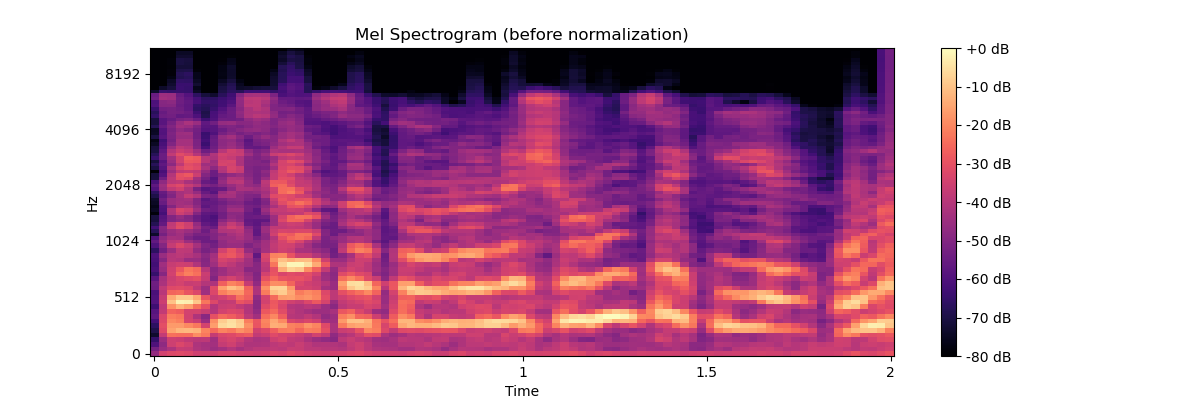 Mel Spectrogram (before normalization)
8192
4096
2048
1024
512
0
Hz
0 0.5 1 1.5 2
Time
+0 dB
-10 dB
-20 dB
-30 dB
-40 dB
-50 dB
-60 dB
-70 dB
-80 dB